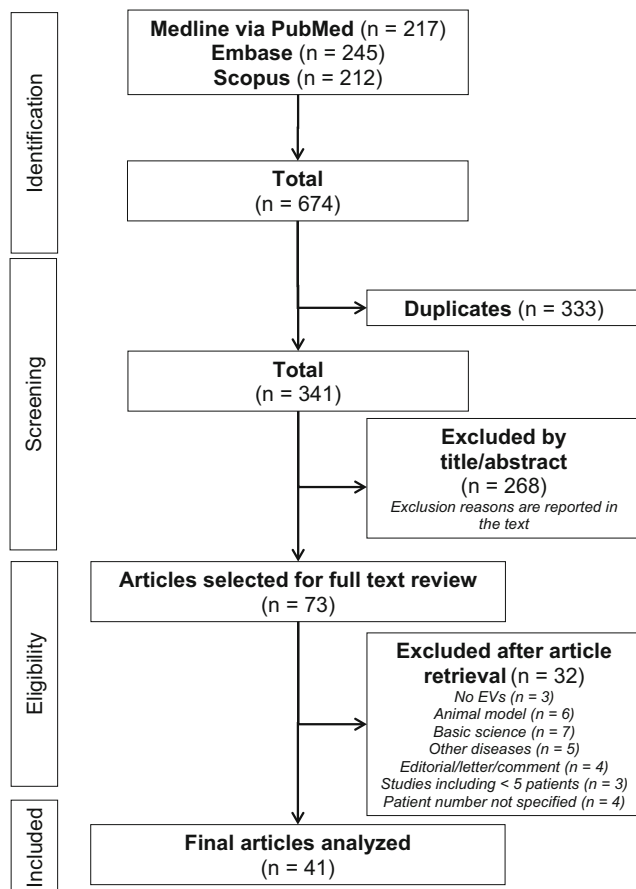 Identification
Medline via PubMed (n = 217)
Embase (n = 245)
Scopus (n = 212)
Total
(n = 674)
Screening
Duplicates (n = 333)
Total
(n = 341)
Excluded by
title/abstract
(n = 268)
Exclusion reasons are reported in
the text
Eligibility
Articles selected for full text review
(n = 73)
Excluded after article
retrieval (n = 32)
No EVs (n = 3)
Animal model (n = 6)
Basic science (n = 7)
Other diseases (n = 5)
Editorial/letter/comment (n = 4)
Studies including < 5 patients (n = 3)
Patient number not specified (n = 4)
Included
Final articles analyzed
(n = 41)